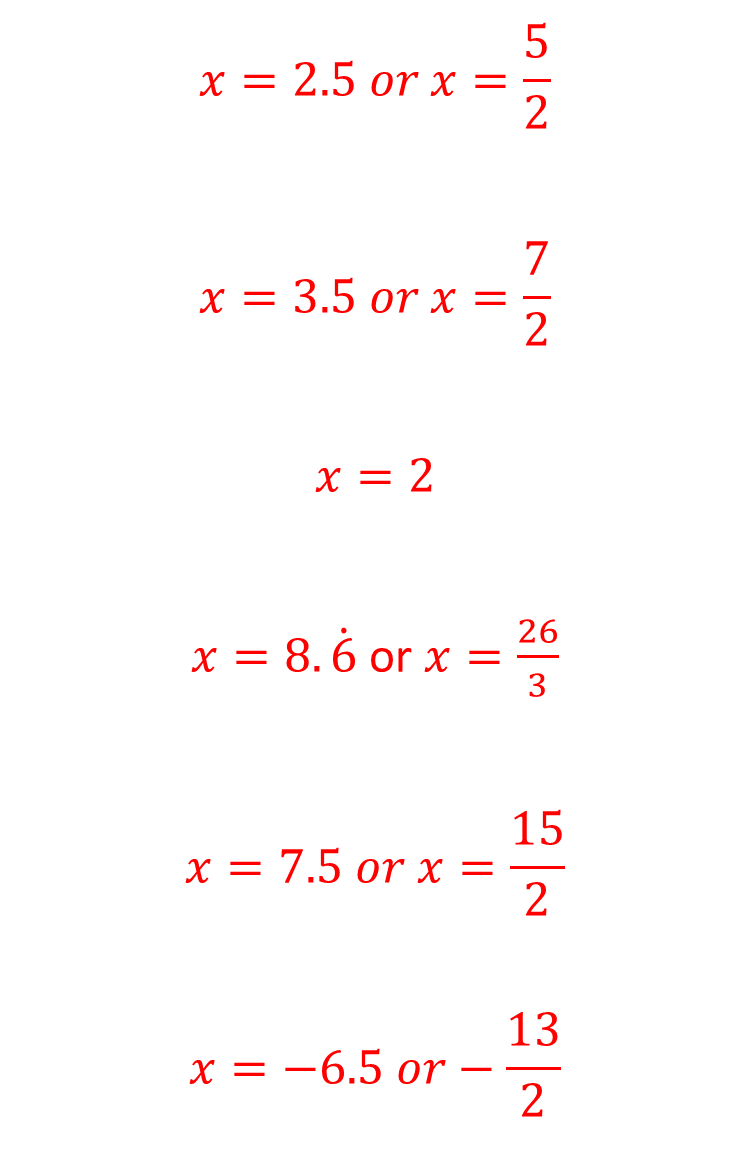 x = 2.5 or x = 5/2
x = 3.5 or x = 7/2
x = 2
x = 8.6̇ or x = 26/3
x = 7.5 or x = 15/2
x = −6.5 or − 13/2